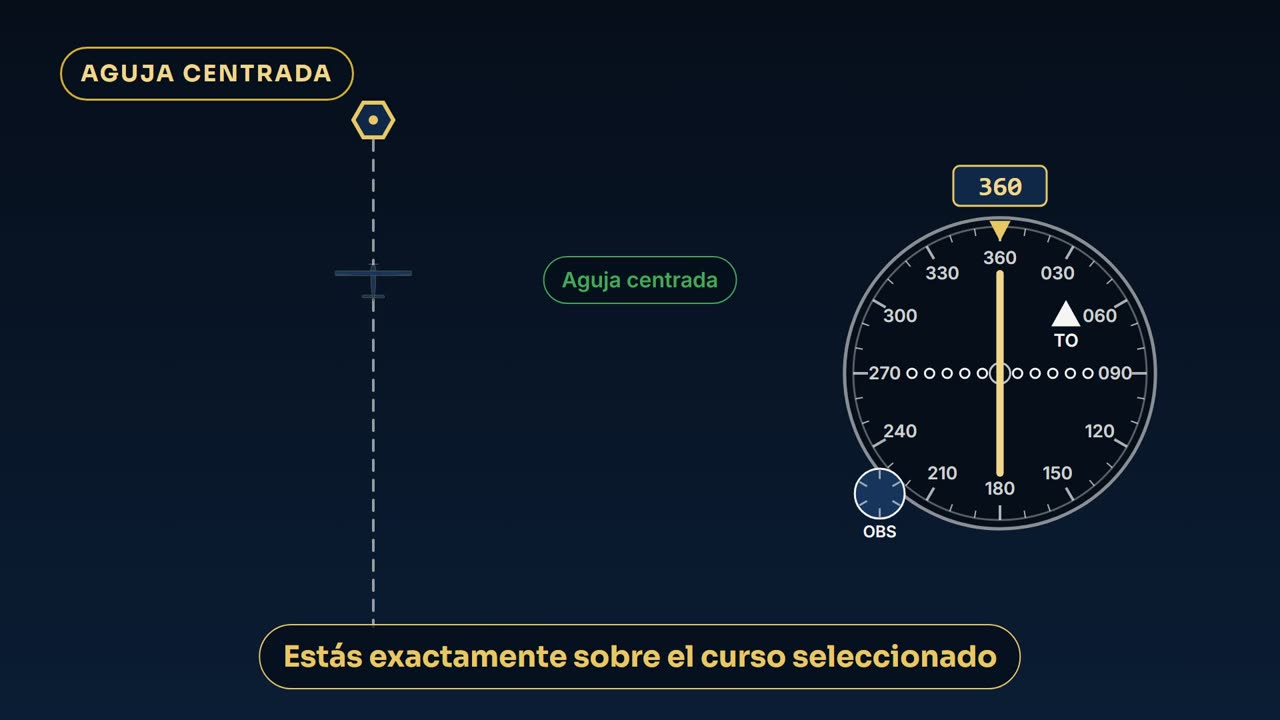 AGUJA CENTRADA
360
Aguja centrada
360
330
030
300
060
TO
270
090
240
120
210
150
180
OBS
Estás exactamente sobre el curso seleccionado